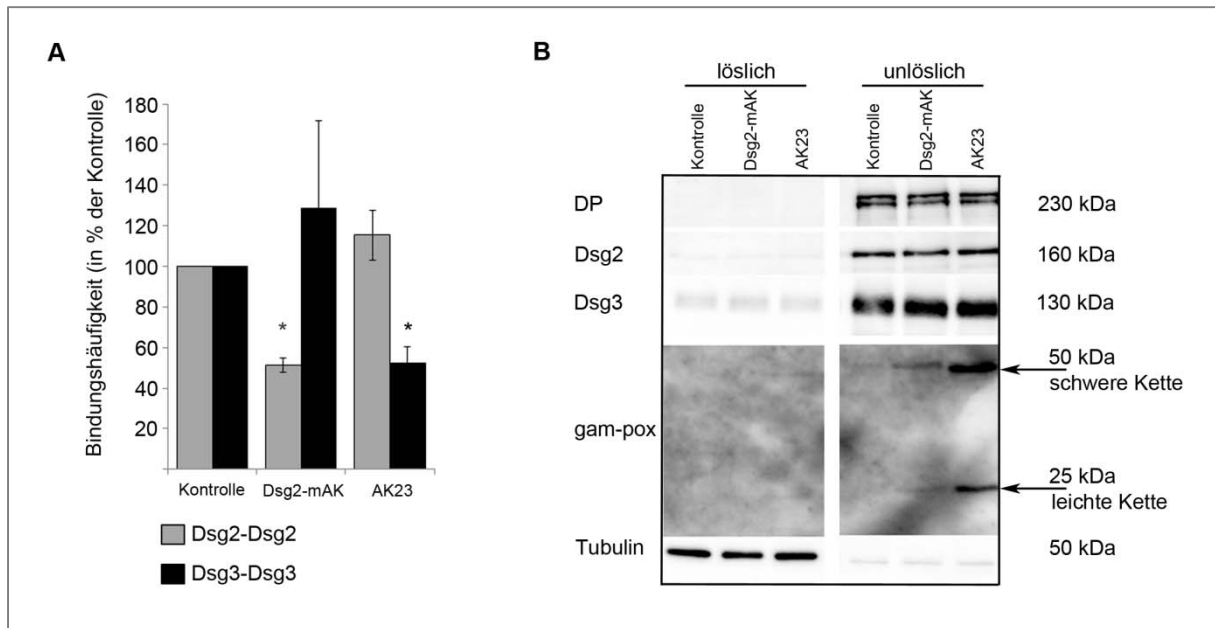 A
Bindungshäufigkeit (in % der Kontrolle)
180
160
140
120
100
80
60
40
20
*
*
Kontrolle
Dsg2-mAK
AK23
Dsg2-Dsg2
Dsg3-Dsg3
B
löslich
unlöslich
Kontrolle
Dsg2-mAK
AK23
Kontrolle
Dsg2-mAK
AK23
DP
230 kDa
Dsg2
160 kDa
Dsg3
130 kDa
gam-pox
50 kDa
schwere Kette
25 kDa
leichte Kette
Tubulin
50 kDa